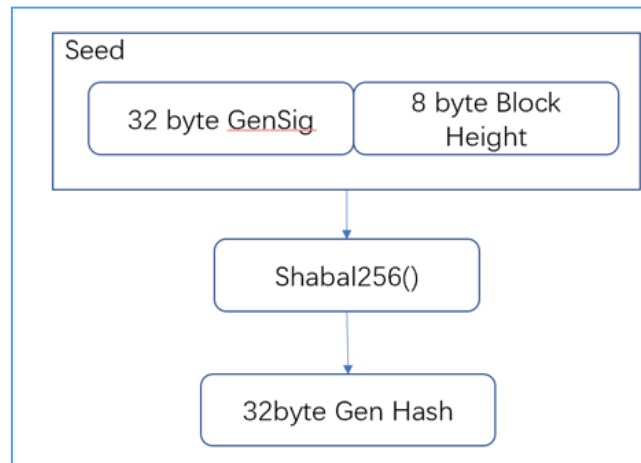 Seed
32 byte GenSig
8 byte Block
Height
Shabal256()
32byte Gen Hash